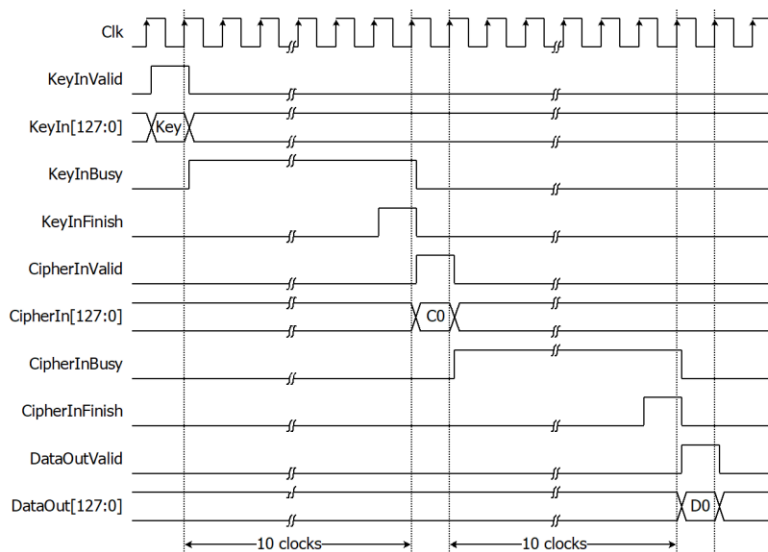 Clk
KeyInValid
KeyIn[127:0] Key
KeyInBusy
KeyInFinish
CipherInValid
CipherIn[127:0] C0
CipherInBusy
CipherInFinish
DataOutValid
DataOut[127:0] D0
10 clocks 10 clocks